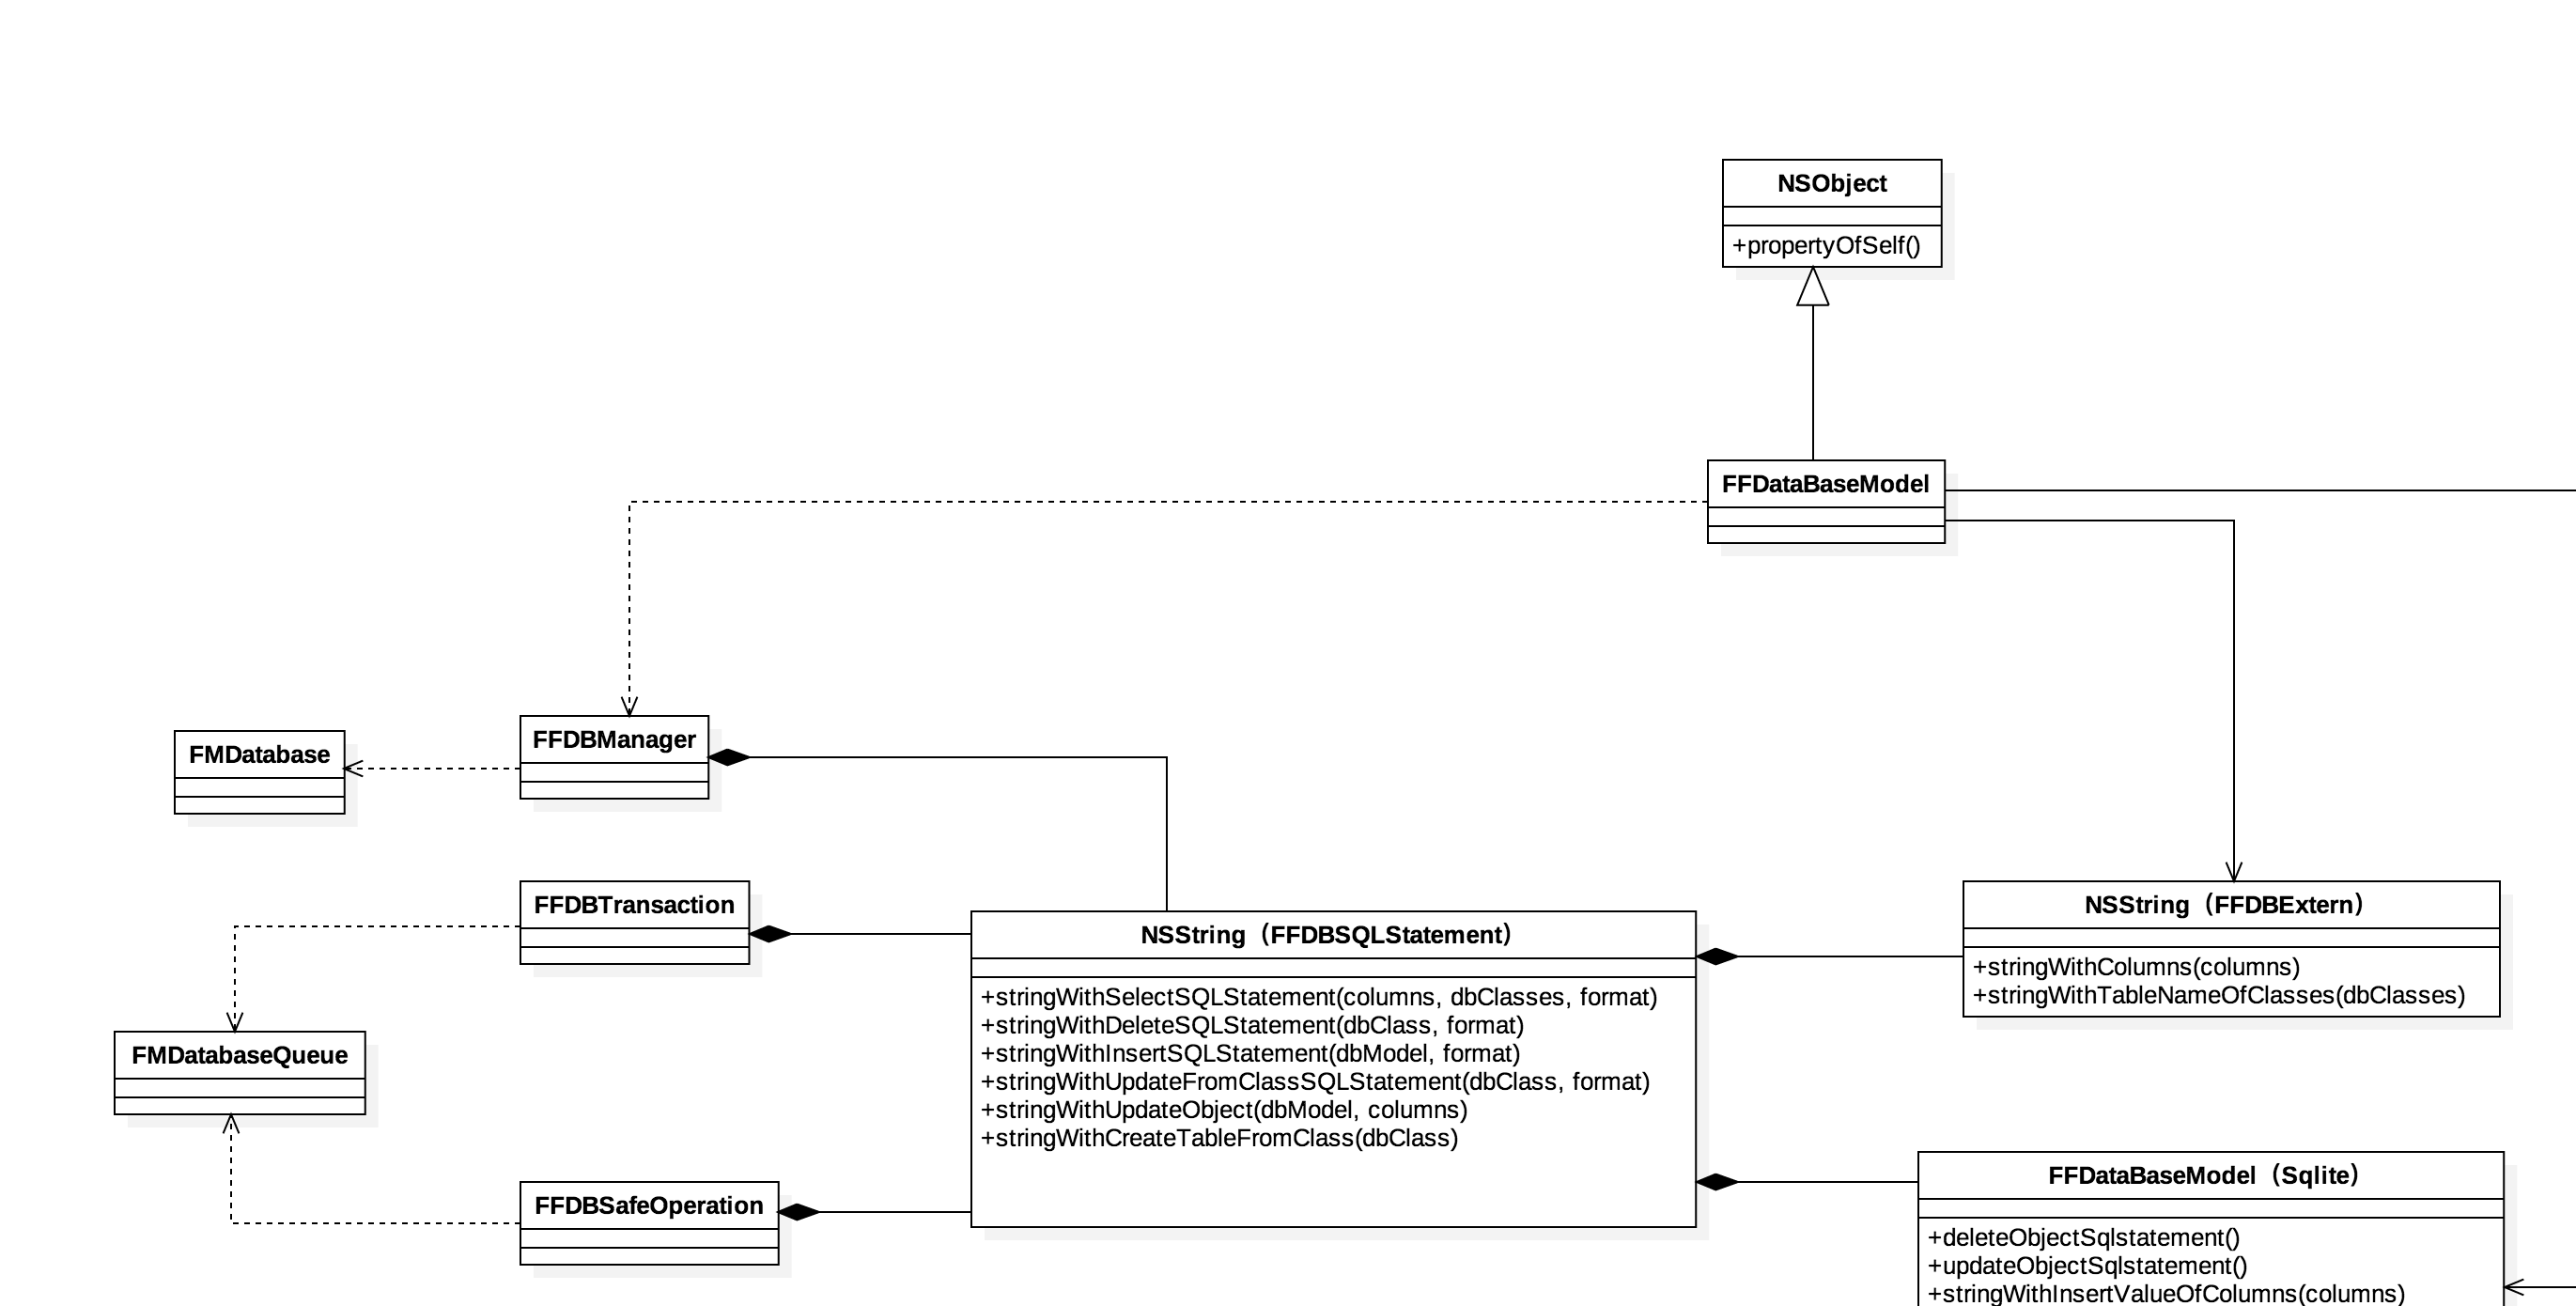 NSObject
+propertyOfSelf()
FFDataBaseModel
FFDBManager
FMDatabase
FFDBTransaction
NSString（FFDBExtern）
+stringWithColumns(columns)
+stringWithTableNameOfClasses(dbClasses)
NSString（FFDBSQLStatement）
+stringWithSelectSQLStatement(columns, dbClasses, format)
+stringWithDeleteSQLStatement(dbClass, format)
+stringWithInsertSQLStatement(dbModel, format)
+stringWithUpdateFromClassSQLStatement(dbClass, format)
+stringWithUpdateObject(dbModel, columns)
+stringWithCreateTableFromClass(dbClass)
FMDatabaseQueue
FFDBSafeOperation
FFDataBaseModel（Sqlite）
+deleteObjectSqlstatement()
+updateObjectSqlstatement()
+stringWithInsertValueOfColumns(columns)